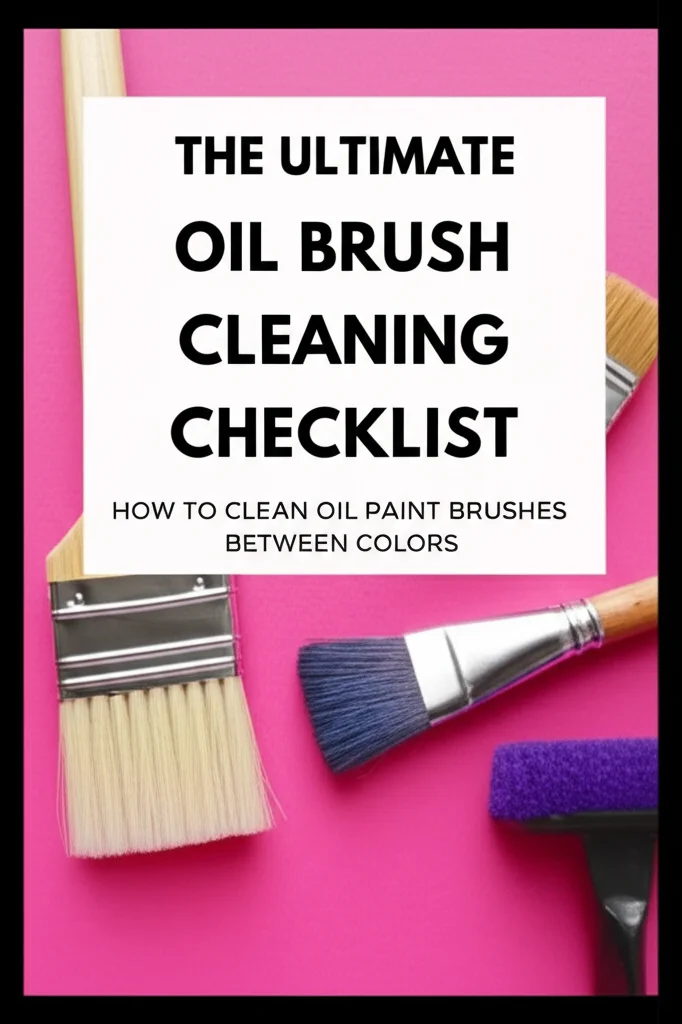 THE ULTIMATE
OIL BRUSH
CLEANING
CHECKLIST
HOW TO CLEAN OIL PAINT BRUSHES
BETWEEN COLORS